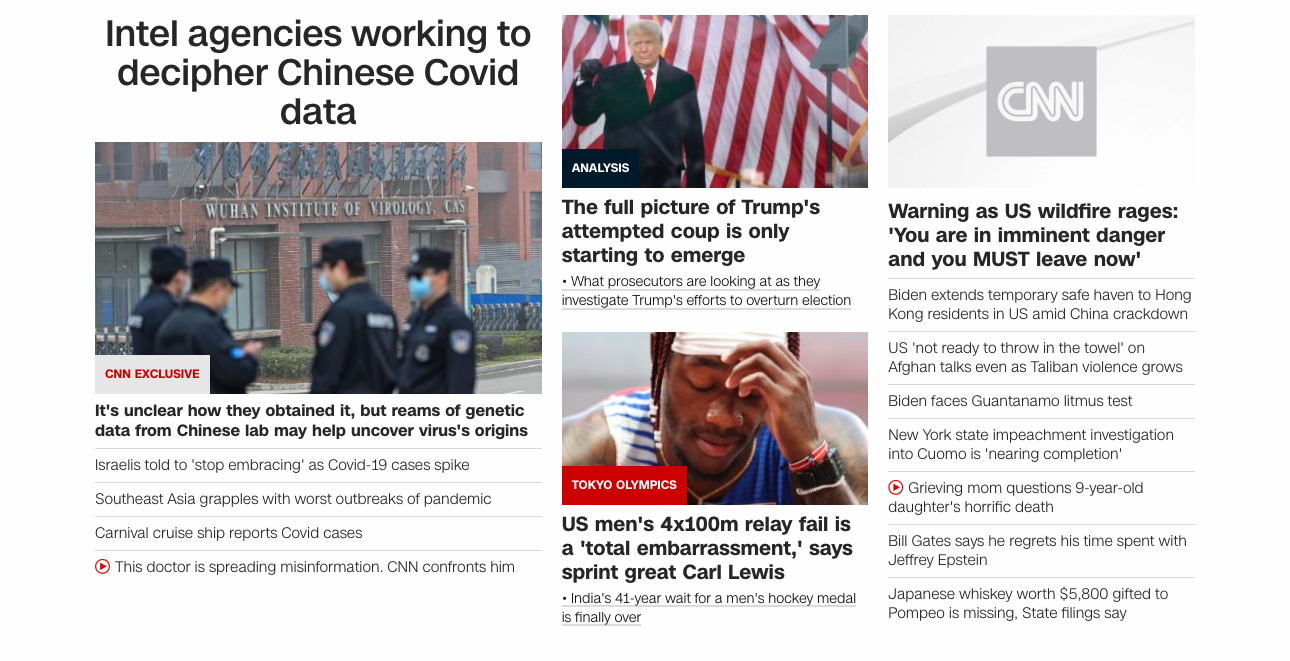 Intel agencies working to
decipher Chinese Covid
data
WUHAN INSTITUTE OF VIROLOGY, CAS
CNN EXCLUSIVE
It's unclear how they obtained it, but reams of genetic
data from Chinese lab may help uncover virus's origins
Israelis told to 'stop embracing' as Covid-19 cases spike
Southeast Asia grapples with worst outbreaks of pandemic
Carnival cruise ship reports Covid cases
This doctor is spreading misinformation. CNN confronts him
ANALYSIS
The full picture of Trump's
attempted coup is only
starting to emerge
• What prosecutors are looking at as they
investigate Trump's efforts to overturn election
TOKYO OLYMPICS
US men's 4x100m relay fail is
a 'total embarrassment,' says
sprint great Carl Lewis
• India's 41-year wait for a men's hockey medal
is finally over
CNN
Warning as US wildfire rages:
'You are in imminent danger
and you MUST leave now'
Biden extends temporary safe haven to Hong
Kong residents in US amid China crackdown
US 'not ready to throw in the towel' on
Afghan talks even as Taliban violence grows
Biden faces Guantanamo litmus test
New York state impeachment investigation
into Cuomo is 'nearing completion'
Grieving mom questions 9-year-old
daughter's horrific death
Bill Gates says he regrets his time spent with
Jeffrey Epstein
Japanese whiskey worth $5,800 gifted to
Pompeo is missing, State filings say